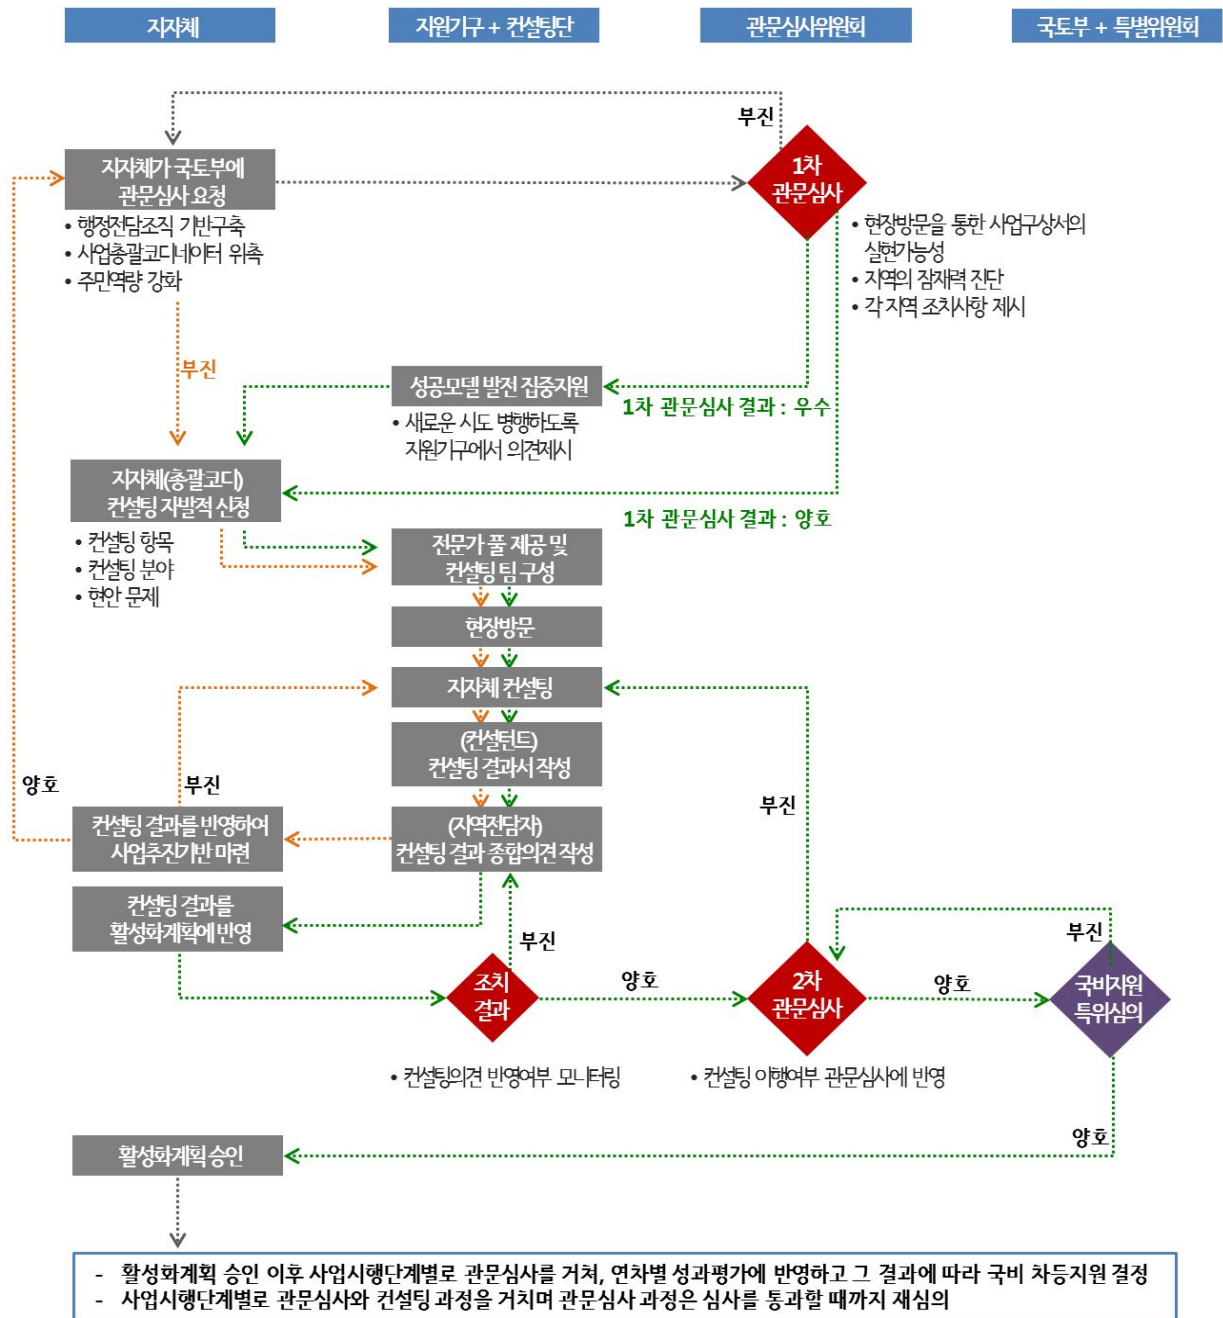 지자체
지원기구 + 컨설팅단
관문심사위원회
국토부 + 특별위원회
부진
지자체가 국토부에
관문심사 요청
1차
관문심사
• 행정전담조직 기반구축
• 사업총괄코디네이터 위촉
• 주민역량 강화
• 현장방문을 통한 사업구상서의
실현가능성
• 지역의 잠재력 진단
• 각 지역 조치사항 제시
부진
성공모델 발전 집중지원
1차 관문심사 결과 : 우수
• 새로운 시도 병행하도록
지원기구에서 의견제시
지자체(총괄코디)
컨설팅 자발적 신청
1차 관문심사 결과 : 양호
• 컨설팅 항목
• 컨설팅 분야
• 현안 문제
전문가 풀 제공 및
컨설팅 팀 구성
현장방문
지자체 컨설팅
(컨설턴트)
컨설팅 결과서 작성
양호
부진
부진
컨설팅 결과를 반영하여
사업추진기반 마련
(지역전담자)
컨설팅 결과 종합의견 작성
컨설팅 결과를
활성화계획에 반영
부진
부진
조치
결과
양호
2차
관문심사
양호
국비지원
특위심의
• 컨설팅의견 반영여부 모니터링
• 컨설팅 이행여부 관문심사에 반영
양호
활성화계획 승인
- 활성화계획 승인 이후 사업시행단계별로 관문심사를 거쳐, 연차별 성과평가에 반영하고 그 결과에 따라 국비 차등지원 결정
- 사업시행단계별로 관문심사와 컨설팅 과정을 거치며 관문심사 과정은 심사를 통과할 때까지 재심의